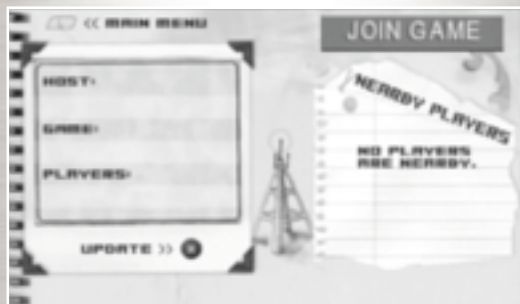 << MAIN MENU
JOIN GAME
HOST:
GAME:
PLAYERS:
UPDATE >>
NEARBY PLAYERS
NO PLAYERS
ARE NEARBY.